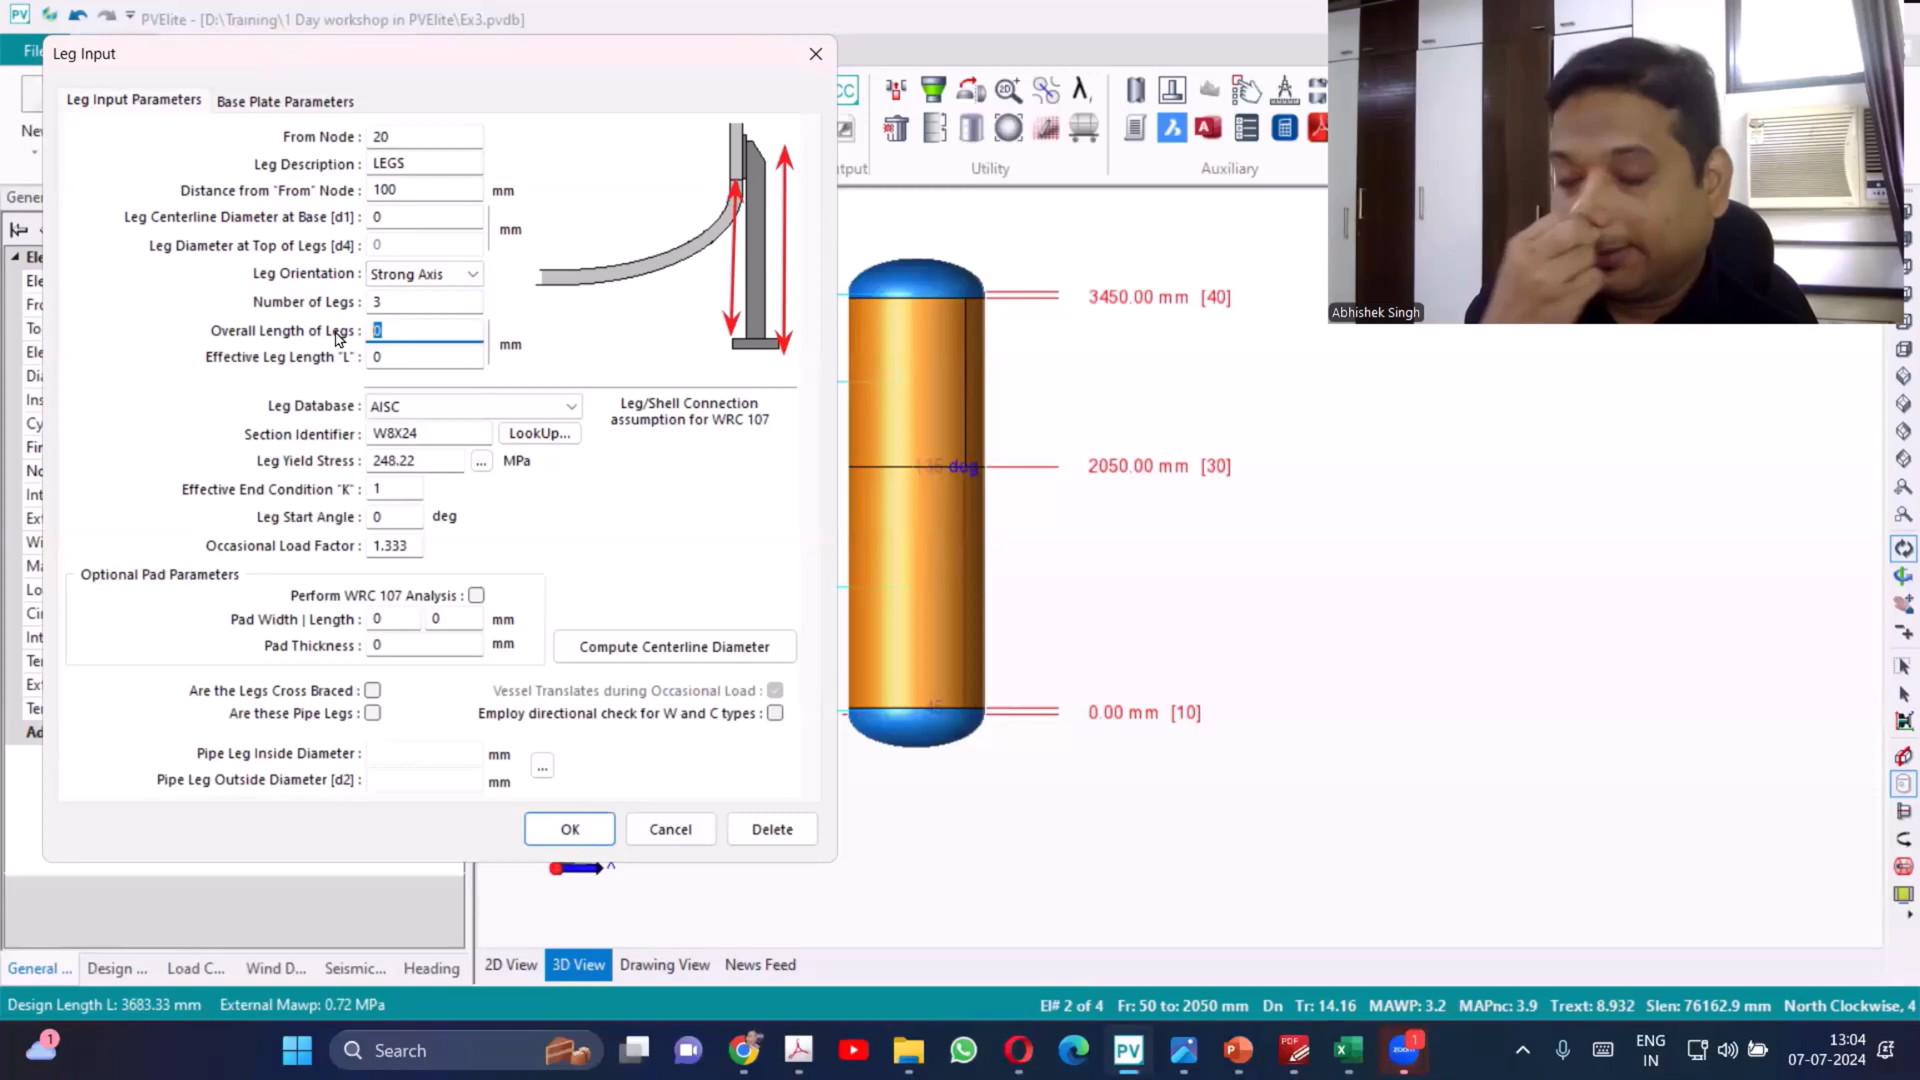 PV
PVElite - [D:\Training\1 Day workshop in PVElite\Ex3.pvdb]
Leg Input
Leg Input Parameters
Base Plate Parameters
From Node : 20
Leg Description : LEGS
Distance from "From" Node : 100 mm
Leg Centerline Diameter at Base [d1] : 0
mm
Leg Diameter at Top of Legs [d4] : 0
Leg Orientation : Strong Axis
Number of Legs : 3
Overall Length of Legs : 0
mm
Effective Leg Length "L" : 0
Leg Database : AISC
Leg/Shell Connection
assumption for WRC 107
Section Identifier : W8X24 LookUp...
Leg Yield Stress : 248.22 ... MPa
Effective End Condition "K" : 1
Leg Start Angle : 0 deg
Occasional Load Factor : 1.333
Optional Pad Parameters
Perform WRC 107 Analysis :
Pad Width | Length : 0 0 mm
Pad Thickness : 0 mm
Compute Centerline Diameter
Are the Legs Cross Braced :
Vessel Translates during Occasional Load :
Are these Pipe Legs :
Employ directional check for W and C types :
Pipe Leg Inside Diameter : mm
...
Pipe Leg Outside Diameter [d2] : mm
OK
Cancel
Delete
Utility
Auxiliary
Abhishek Singh
3450.00 mm [40]
2050.00 mm [30]
0.00 mm [10]
General ...
Design ...
Load C...
Wind D...
Seismic...
Heading
2D View
3D View
Drawing View
News Feed
Design Length L: 3683.33 mm External Mawp: 0.72 MPa
El# 2 of 4 Fr: 50 to: 2050 mm Dn Tr: 14.16 MAWP: 3.2 MAPnc: 3.9 Trext: 8.932 Slen: 76162.9 mm North Clockwise, 4
1
Search
PV
PDF
zoom
1
ENG
IN
13:04
07-07-2024